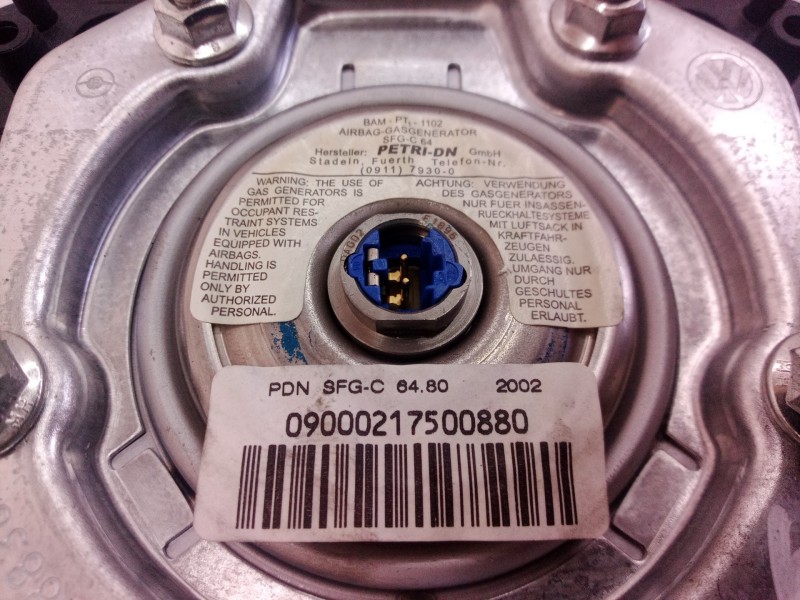 BAM - PT₁ - 1102
AIRBAG-GASGENERATOR
SFG-C 64
Hersteller: PETRI-DN GmbH
Stadeln, Fuerth Telefon-Nr.
(0911) 7930-0
WARNING: THE USE OF
GAS GENERATORS IS
PERMITTED FOR
OCCUPANT RES-
TRAINT SYSTEMS
IN VEHICLES
EQUIPPED WITH
AIRBAGS.
HANDLING IS
PERMITTED
ONLY BY
AUTHORIZED
PERSONAL.
ACHTUNG: VERWENDUNG
DES GASGENERATORS
NUR FUER INSASSEN-
RUECKHALTESYSTEME
MIT LUFTSACK IN
KRAFTFAHR-
ZEUGEN
ZULAESSIG.
UMGANG NUR
DURCH
GESCHULTES
PERSONAL
ERLAUBT.
PDN SFG-C 64.80 2002
09000217500880